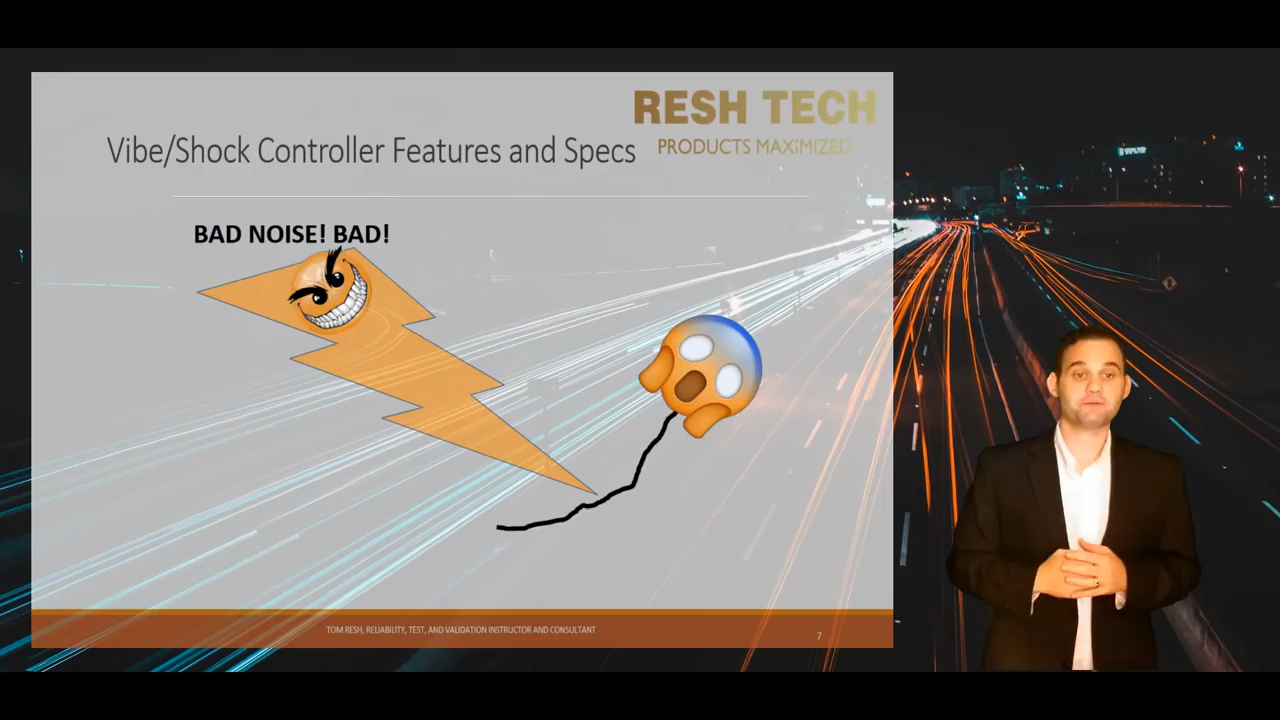 RESH TECH
PRODUCTS MAXiMIZED
Vibe/Shock Controller Features and Specs
BAD NOISE! BAD!
TOM RESH, RELIABILITY, TEST, AND VALIDATION INSTRUCTOR AND CONSULTANT
7